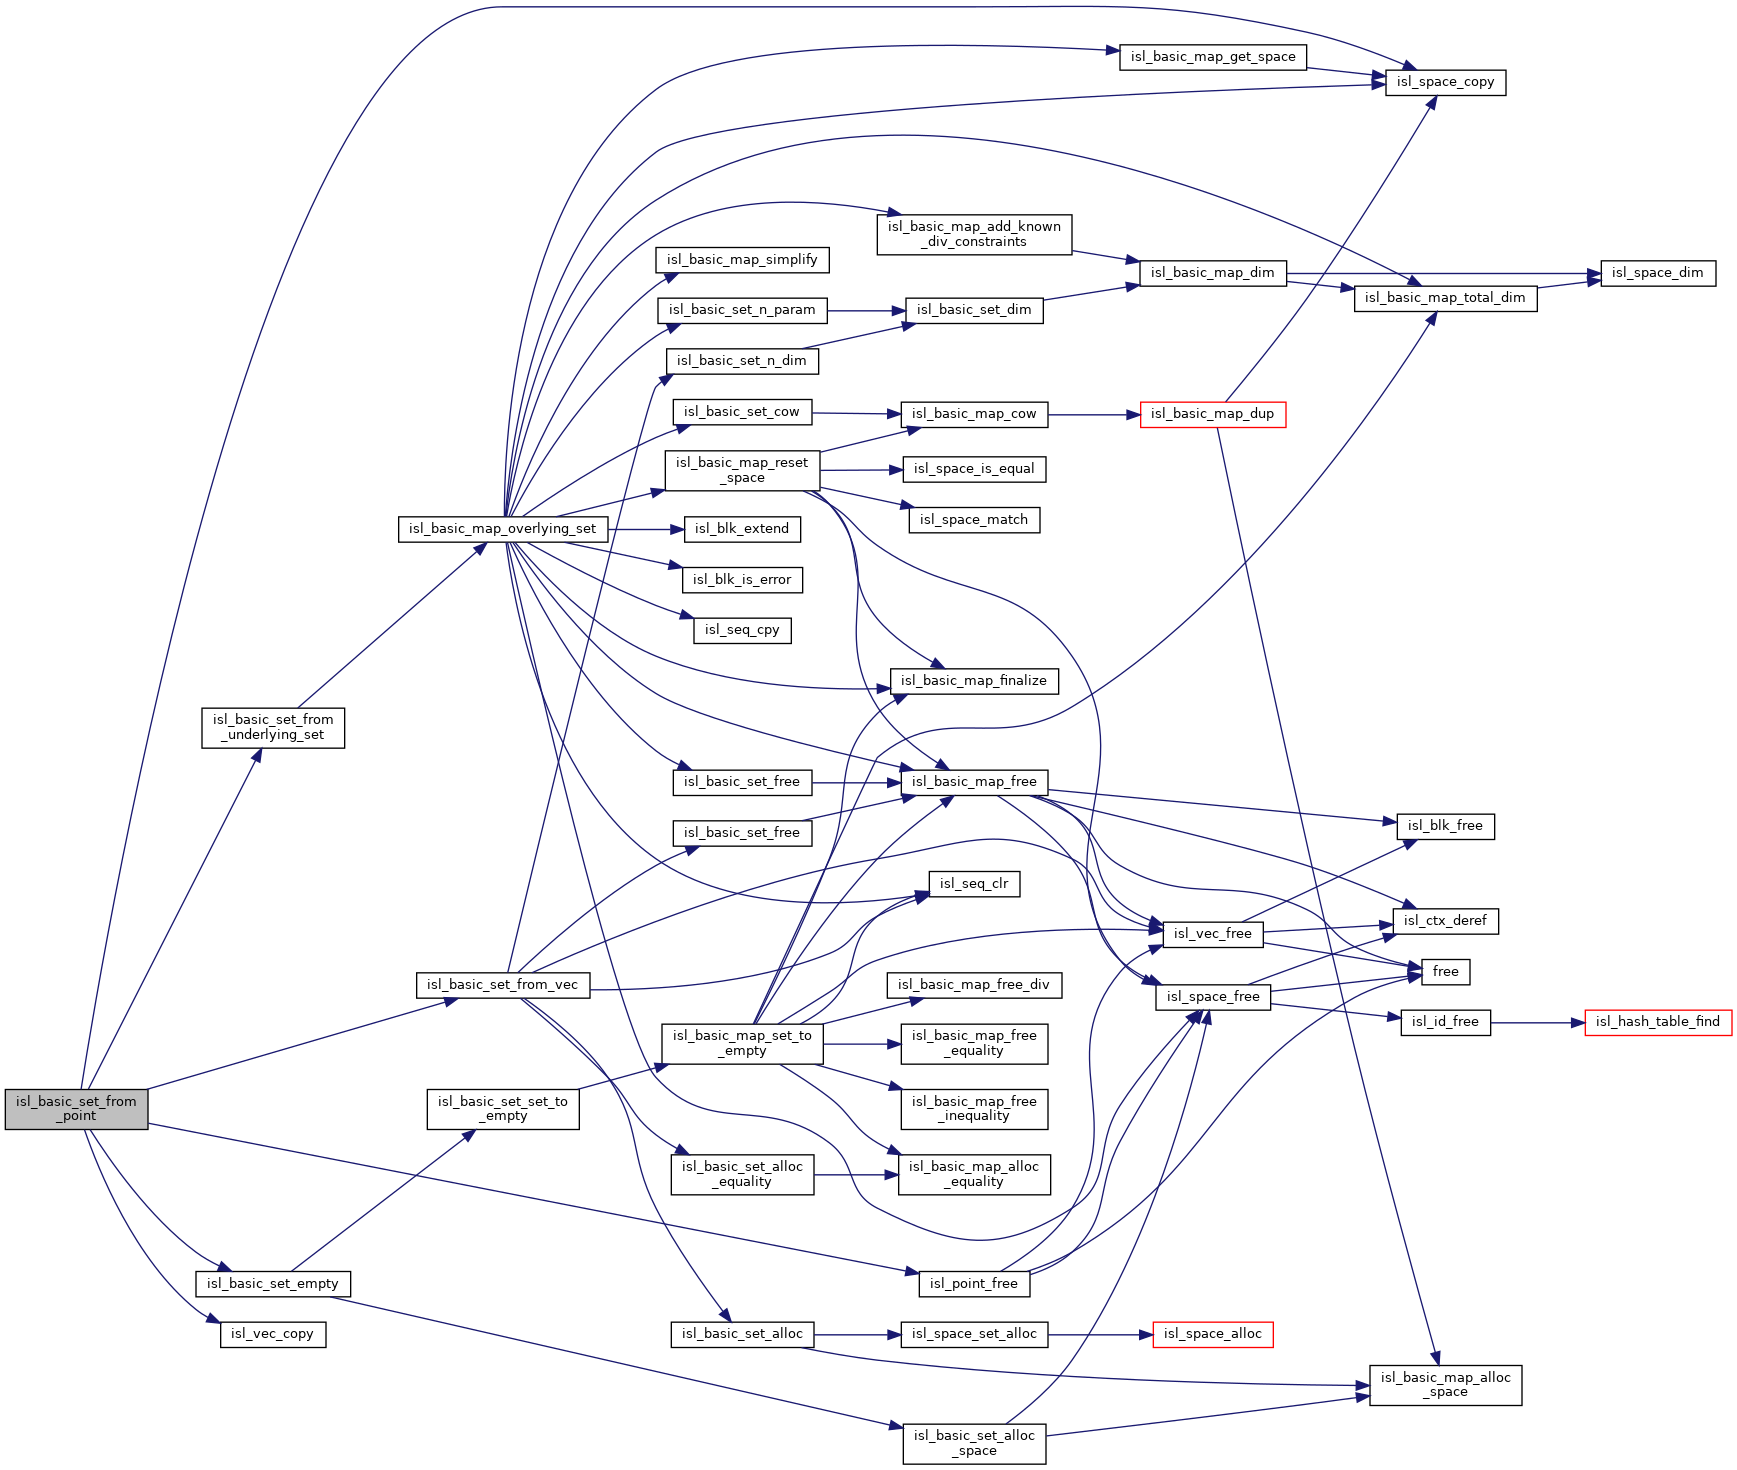 isl_basic_set_from
_point
isl_basic_set_from
_underlying_set
isl_basic_set_empty
isl_vec_copy
isl_basic_map_overlying_set
isl_basic_set_from_vec
isl_basic_set_set_to
_empty
isl_basic_map_simplify
isl_basic_set_n_param
isl_basic_set_n_dim
isl_basic_set_cow
isl_basic_map_reset
_space
isl_blk_extend
isl_blk_is_error
isl_seq_cpy
isl_basic_set_free
isl_basic_set_free
isl_basic_map_set_to
_empty
isl_basic_set_alloc
_equality
isl_basic_set_alloc
isl_basic_map_add_known
_div_constraints
isl_basic_set_dim
isl_basic_map_cow
isl_space_is_equal
isl_space_match
isl_basic_map_finalize
isl_basic_map_free
isl_seq_clr
isl_basic_map_free_div
isl_basic_map_free
_equality
isl_basic_map_free
_inequality
isl_basic_map_alloc
_equality
isl_point_free
isl_space_set_alloc
isl_basic_set_alloc
_space
isl_basic_map_get_space
isl_basic_map_dim
isl_basic_map_dup
isl_vec_free
isl_space_free
isl_space_alloc
isl_space_copy
isl_basic_map_total_dim
isl_blk_free
isl_ctx_deref
free
isl_id_free
isl_basic_map_alloc
_space
isl_space_dim
isl_hash_table_find